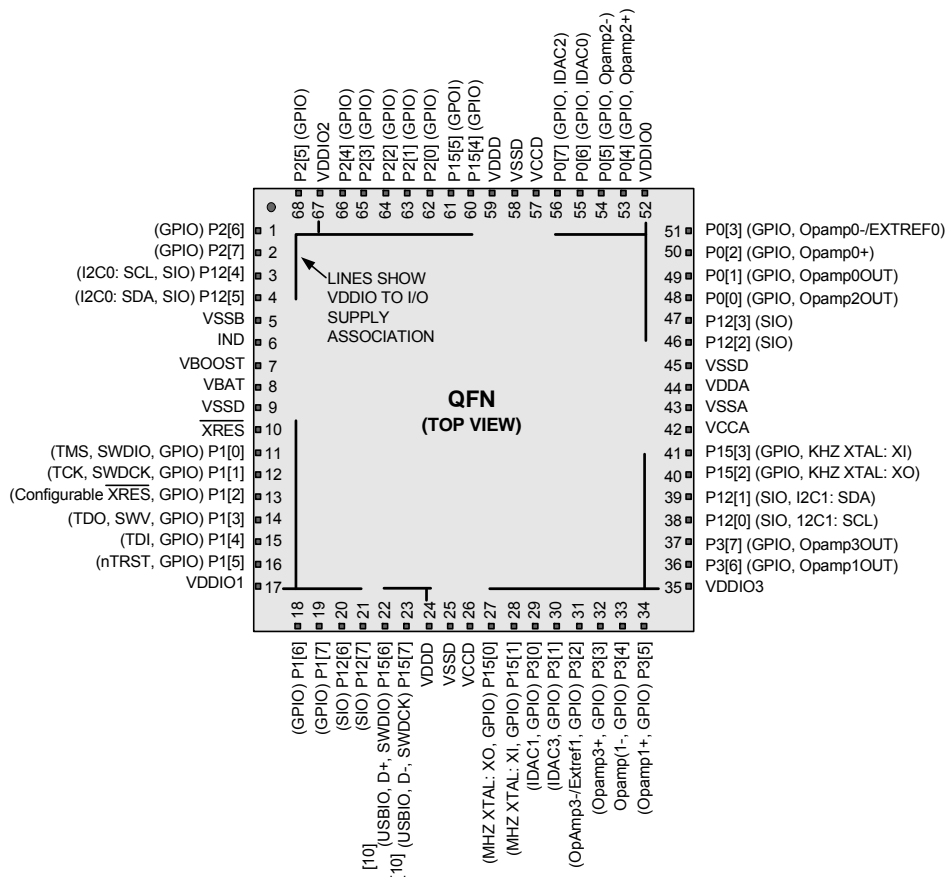 P2[5] (GPIO)
VDDIO2
P2[4] (GPIO)
P2[3] (GPIO)
P2[2] (GPIO)
P2[1] (GPIO)
P2[0] (GPIO)
P15[5] (GPOI)
P15[4] (GPIO)
VDDD
VSSD
VCCD
P0[7] (GPIO, IDAC2)
P0[6] (GPIO, IDAC0)
P0[5] (GPIO, Opamp2-)
P0[4] (GPIO, Opamp2+)
VDDIO0
68
67
66
65
64
63
62
61
60
59
58
57
56
55
54
53
52
(GPIO) P2[6] 1
(GPIO) P2[7] 2
(I2C0: SCL, SIO) P12[4] 3
(I2C0: SDA, SIO) P12[5] 4
VSSB 5
IND 6
VBOOST 7
VBAT 8
VSSD 9
XRES 10
(TMS, SWDIO, GPIO) P1[0] 11
(TCK, SWDCK, GPIO) P1[1] 12
(Configurable XRES, GPIO) P1[2] 13
(TDO, SWV, GPIO) P1[3] 14
(TDI, GPIO) P1[4] 15
(nTRST, GPIO) P1[5] 16
VDDIO1 17
LINES SHOW
VDDIO TO I/O
SUPPLY
ASSOCIATION
QFN
(TOP VIEW)
51 P0[3] (GPIO, Opamp0-/EXTREF0)
50 P0[2] (GPIO, Opamp0+)
49 P0[1] (GPIO, Opamp0OUT)
48 P0[0] (GPIO, Opamp2OUT)
47 P12[3] (SIO)
46 P12[2] (SIO)
45 VSSD
44 VDDA
43 VSSA
42 VCCA
41 P15[3] (GPIO, KHZ XTAL: XI)
40 P15[2] (GPIO, KHZ XTAL: XO)
39 P12[1] (SIO, I2C1: SDA)
38 P12[0] (SIO, 12C1: SCL)
37 P3[7] (GPIO, Opamp3OUT)
36 P3[6] (GPIO, Opamp1OUT)
35 VDDIO3
18
19
20
21
22
23
24
25
26
27
28
29
30
31
32
33
34
(GPIO) P1[6]
(GPIO) P1[7]
(SIO) P12[6]
(SIO) P12[7]
[10] (USBIO, D+, SWDIO) P15[6]
[10] (USBIO, D-, SWDCK) P15[7]
VDDD
VSSD
VCCD
(MHZ XTAL: XO, GPIO) P15[0]
(MHZ XTAL: XI, GPIO) P15[1]
(IDAC1, GPIO) P3[0]
(IDAC3, GPIO) P3[1]
(OpAmp3-/Extref1, GPIO) P3[2]
(Opamp3+, GPIO) P3[3]
Opamp(1-, GPIO) P3[4]
(Opamp1+, GPIO) P3[5]